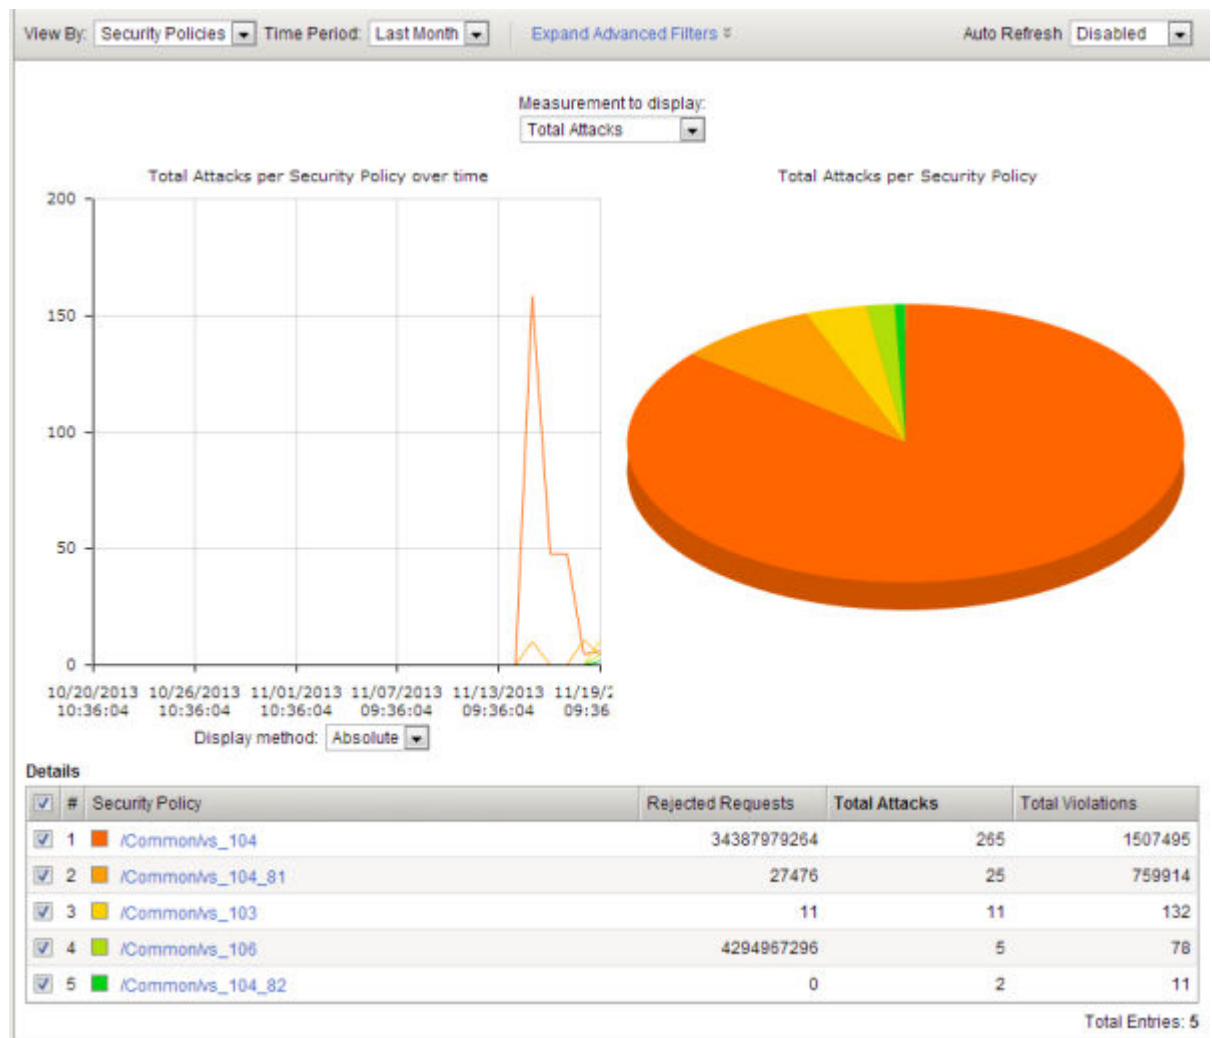 View By: Security Policies Time Period: Last Month Expand Advanced Filters Auto Refresh Disabled
Measurement to display:
Total Attacks
Total Attacks per Security Policy over time
Total Attacks per Security Policy
200
150
100
50
0
10/20/2013 10/26/2013 11/01/2013 11/07/2013 11/13/2013 11/19/2
10:36:04 10:36:04 10:36:04 09:36:04 09:36:04 09:36
Display method: Absolute
Details
# Security Policy Rejected Requests Total Attacks Total Violations
1 /Common/vs_104 34387979264 265 1507495
2 /Common/vs_104_81 27476 25 759914
3 /Common/vs_103 11 11 132
4 /Common/vs_106 4294967296 5 78
5 /Common/vs_104_82 0 2 11
Total Entries: 5